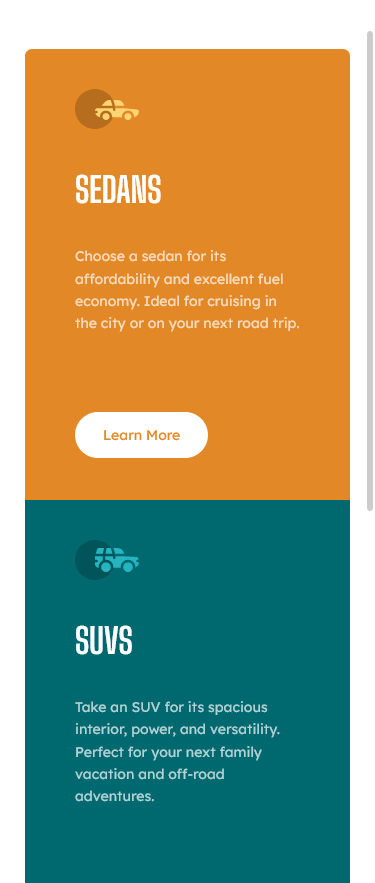 SEDANS
Choose a sedan for its
affordability and excellent fuel
economy. Ideal for cruising in
the city or on your next road trip.
Learn More
SUVS
Take an SUV for its spacious
interior, power, and versatility.
Perfect for your next family
vacation and off-road
adventures.